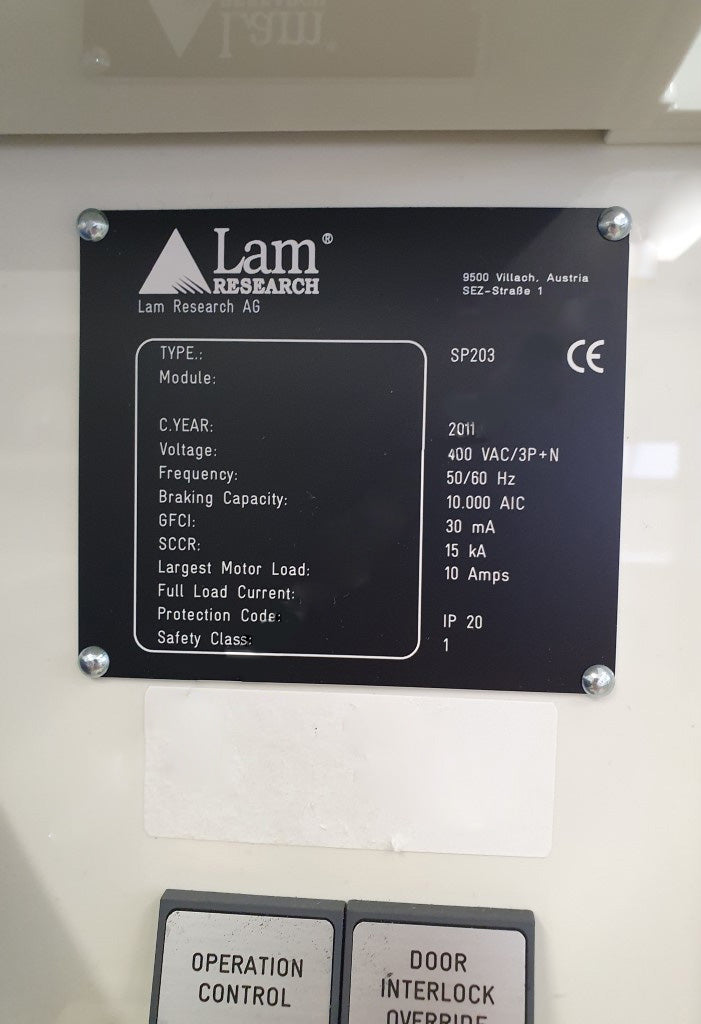 Lam®
RESEARCH
Lam Research AG
9500 Villach, Austria
SEZ-Straße 1
TYPE.: SP203
CE
Module:
C.YEAR: 2011
Voltage: 400 VAC/3P+N
Frequency: 50/60 Hz
Braking Capacity: 10.000 AIC
GFCI: 30 mA
SCCR: 15 kA
Largest Motor Load: 10 Amps
Full Load Current:
Protection Code: IP 20
Safety Class: 1
OPERATION
CONTROL
DOOR
INTERLOCK
OVERRIDE